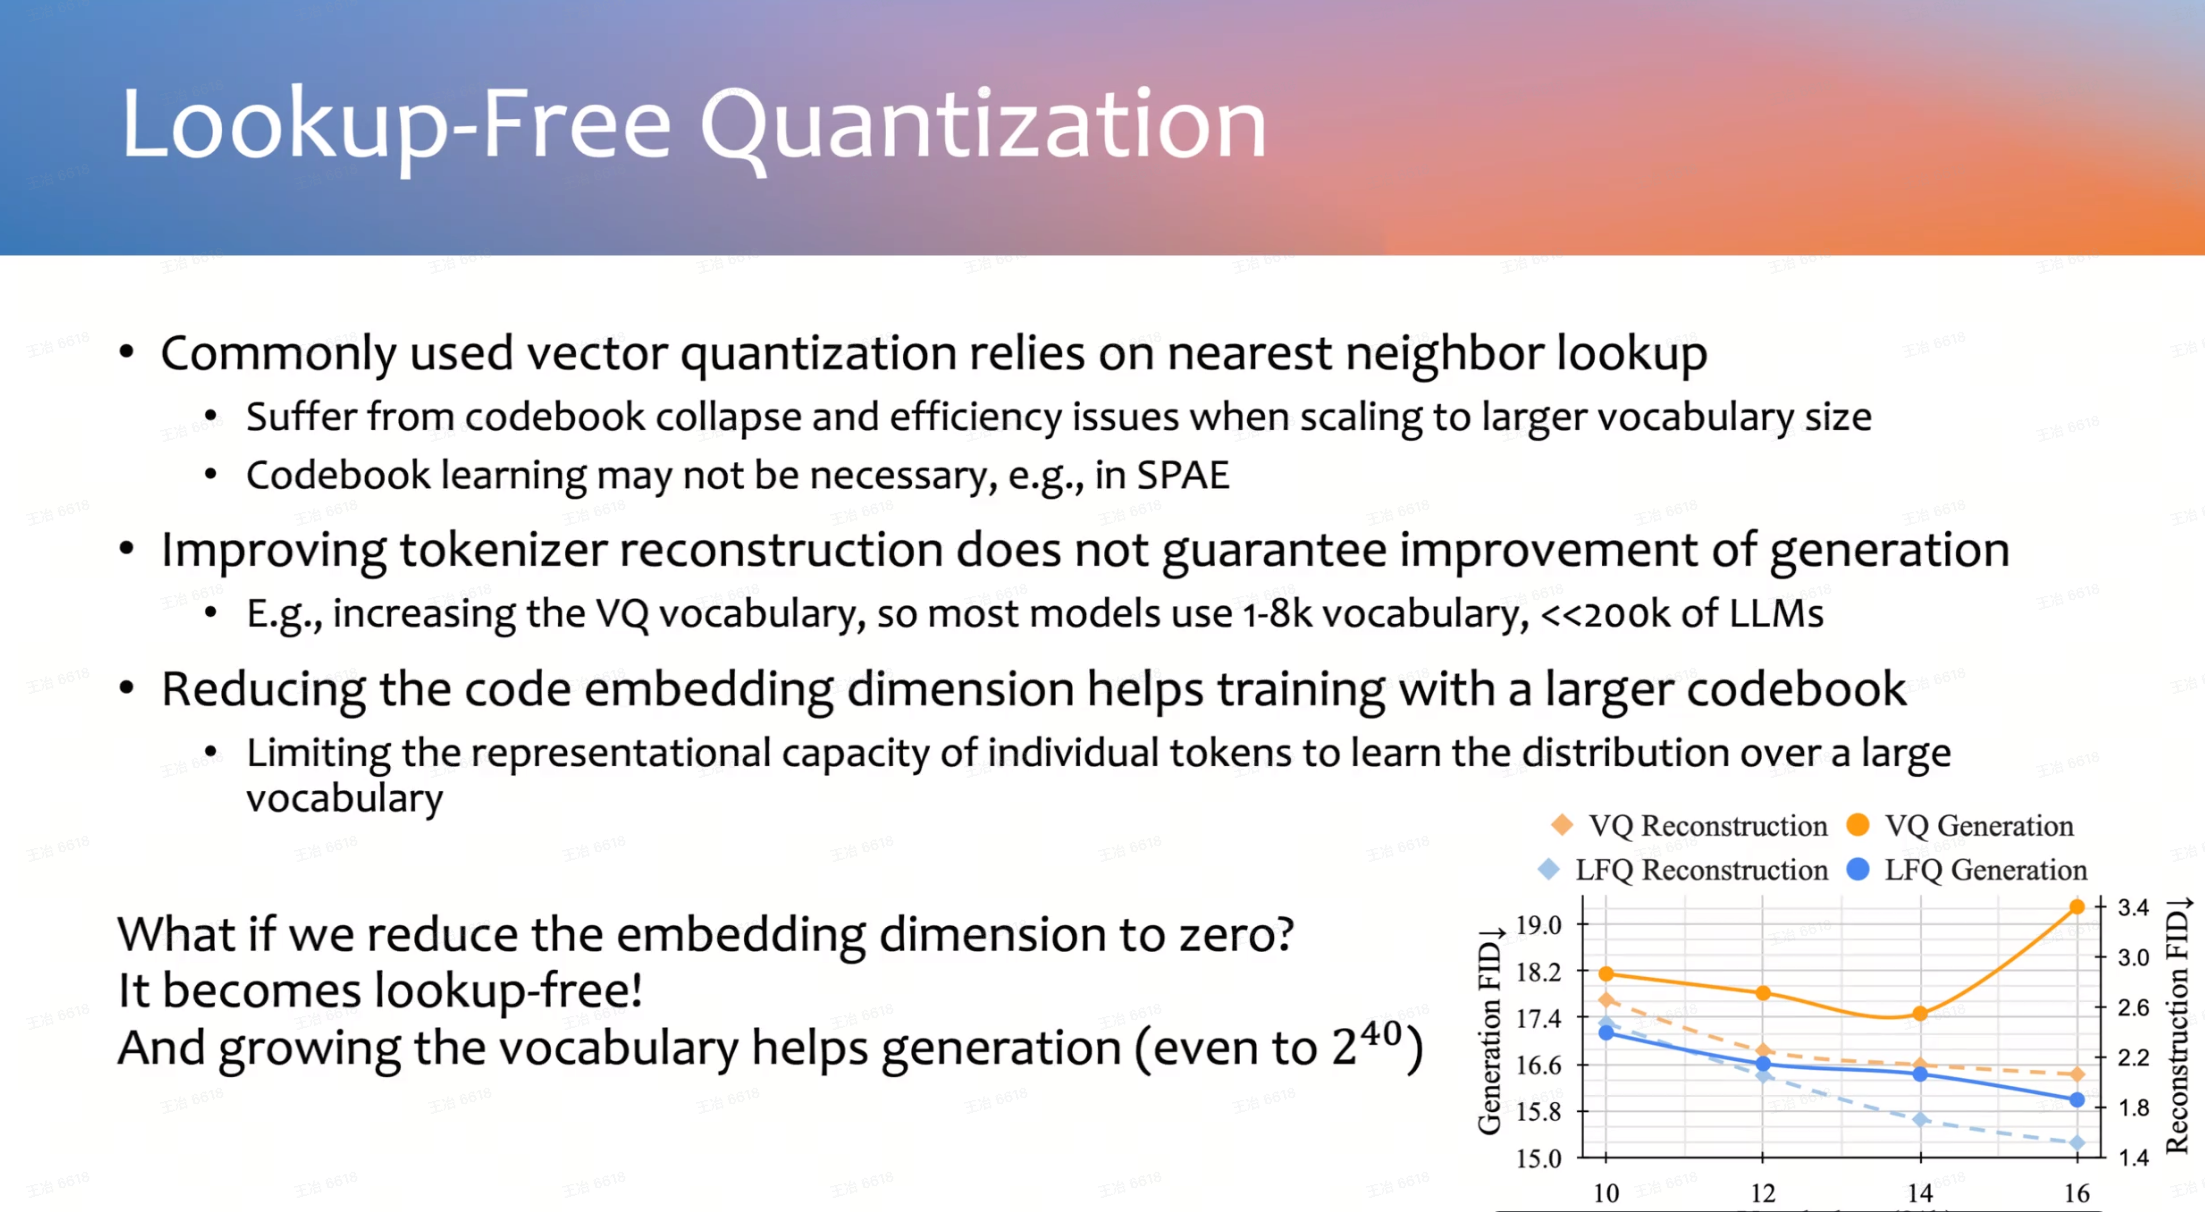 Lookup-Free Quantization
• Commonly used vector quantization relies on nearest neighbor lookup
• Suffer from codebook collapse and efficiency issues when scaling to larger vocabulary size
• Codebook learning may not be necessary, e.g., in SPAE
• Improving tokenizer reconstruction does not guarantee improvement of generation
• E.g., increasing the VQ vocabulary, so most models use 1-8k vocabulary, <<200k of LLMs
• Reducing the code embedding dimension helps training with a larger codebook
• Limiting the representational capacity of individual tokens to learn the distribution over a large
vocabulary
What if we reduce the embedding dimension to zero?
It becomes lookup-free!
And growing the vocabulary helps generation (even to 2⁴⁰)
VQ Reconstruction VQ Generation
LFQ Reconstruction LFQ Generation
Generation FID↓
19.0
18.2
17.4
16.6
15.8
15.0
10 12 14 16
3.4
3.0
2.6
2.2
1.8
1.4
Reconstruction FID↓
王冶 6618